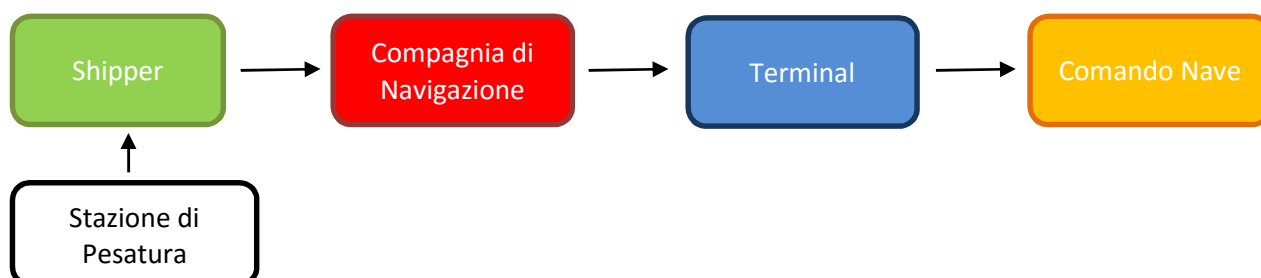 Shipper
Compagnia di
Navigazione
Terminal
Comando Nave
Stazione di
Pesatura